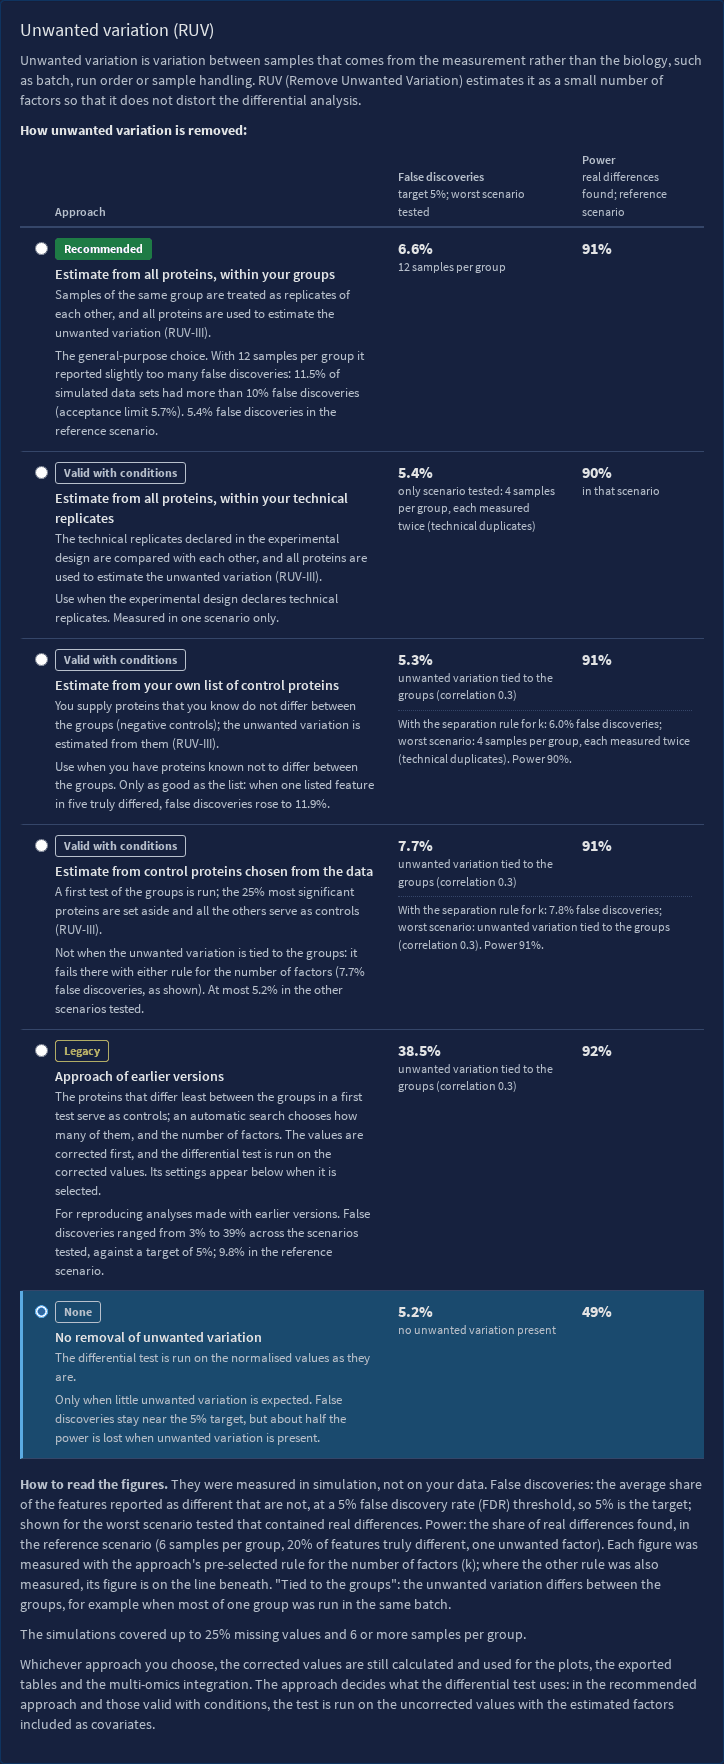 Unwanted variation (RUV)
Unwanted variation is variation between samples that comes from the measurement rather than the biology, such
as batch, run order or sample handling. RUV (Remove Unwanted Variation) estimates it as a small number of
factors so that it does not distort the differential analysis.
How unwanted variation is removed:
Approach
False discoveries
target 5%; worst scenario
tested
Power
real differences
found; reference
scenario
Recommended
Estimate from all proteins, within your groups
Samples of the same group are treated as replicates of
each other, and all proteins are used to estimate the
unwanted variation (RUV-III).
The general-purpose choice. With 12 samples per group it
reported slightly too many false discoveries: 11.5% of
simulated data sets had more than 10% false discoveries
(acceptance limit 5.7%). 5.4% false discoveries in the
reference scenario.
6.6%
12 samples per group
91%
Valid with conditions
Estimate from all proteins, within your technical
replicates
The technical replicates declared in the experimental
design are compared with each other, and all proteins are
used to estimate the unwanted variation (RUV-III).
Use when the experimental design declares technical
replicates. Measured in one scenario only.
5.4%
only scenario tested: 4 samples
per group, each measured
twice (technical duplicates)
90%
in that scenario
Valid with conditions
Estimate from your own list of control proteins
You supply proteins that you know do not differ between
the groups (negative controls); the unwanted variation is
estimated from them (RUV-III).
Use when you have proteins known not to differ between
the groups. Only as good as the list: when one listed feature
in five truly differed, false discoveries rose to 11.9%.
5.3%
unwanted variation tied to the
groups (correlation 0.3)
91%
With the separation rule for k: 6.0% false discoveries;
worst scenario: 4 samples per group, each measured twice
(technical duplicates). Power 90%.
Valid with conditions
Estimate from control proteins chosen from the data
A first test of the groups is run; the 25% most significant
proteins are set aside and all the others serve as controls
(RUV-III).
Not when the unwanted variation is tied to the groups: it
fails there with either rule for the number of factors (7.7%
false discoveries, as shown). At most 5.2% in the other
scenarios tested.
7.7%
unwanted variation tied to the
groups (correlation 0.3)
91%
With the separation rule for k: 7.8% false discoveries;
worst scenario: unwanted variation tied to the groups
(correlation 0.3). Power 91%.
Legacy
Approach of earlier versions
The proteins that differ least between the groups in a first
test serve as controls; an automatic search chooses how
many of them, and the number of factors. The values are
corrected first, and the differential test is run on the
corrected values. Its settings appear below when it is
selected.
For reproducing analyses made with earlier versions. False
discoveries ranged from 3% to 39% across the scenarios
tested, against a target of 5%; 9.8% in the reference
scenario.
38.5%
unwanted variation tied to the
groups (correlation 0.3)
92%
None
No removal of unwanted variation
The differential test is run on the normalised values as they
are.
Only when little unwanted variation is expected. False
discoveries stay near the 5% target, but about half the
power is lost when unwanted variation is present.
5.2%
no unwanted variation present
49%
How to read the figures. They were measured in simulation, not on your data. False discoveries: the average share
of the features reported as different that are not, at a 5% false discovery rate (FDR) threshold, so 5% is the target;
shown for the worst scenario tested that contained real differences. Power: the share of real differences found, in
the reference scenario (6 samples per group, 20% of features truly different, one unwanted factor). Each figure was
measured with the approach's pre-selected rule for the number of factors (k); where the other rule was also
measured, its figure is on the line beneath. "Tied to the groups": the unwanted variation differs between the
groups, for example when most of one group was run in the same batch.
The simulations covered up to 25% missing values and 6 or more samples per group.
Whichever approach you choose, the corrected values are still calculated and used for the plots, the exported
tables and the multi-omics integration. The approach decides what the differential test uses: in the recommended
approach and those valid with conditions, the test is run on the uncorrected values with the estimated factors
included as covariates.